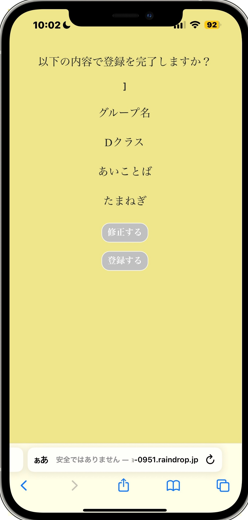 10:02
92
以下の内容で登録を完了しますか？
]
グループ名
Dクラス
あいことば
たまねぎ
修正する
登録する
ぁあ 安全ではありません — -0951.raindrop.jp